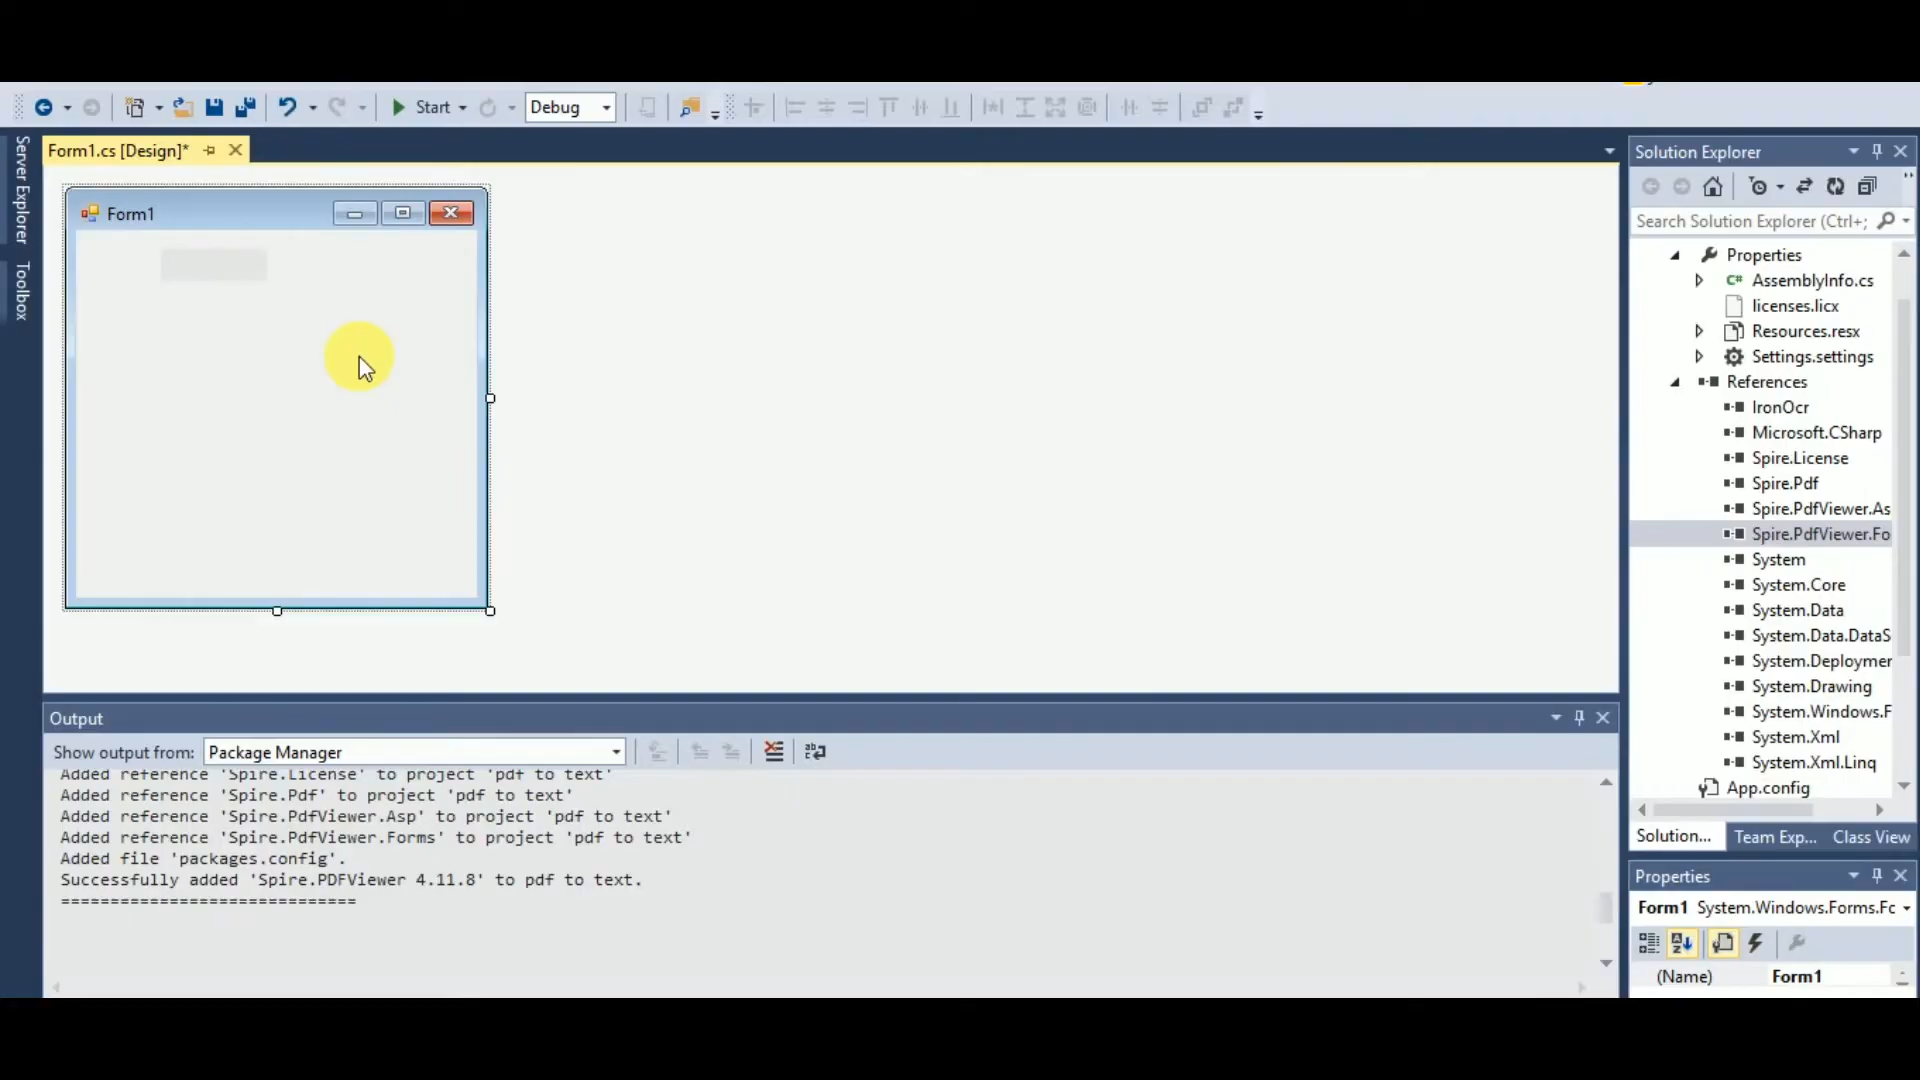 Start
Debug
Server Explorer
Toolbox
Form1.cs [Design]*
Form1
Solution Explorer
Search Solution Explorer (Ctrl+;
Properties
C# AssemblyInfo.cs
licenses.licx
Resources.resx
Settings.settings
References
IronOcr
Microsoft.CSharp
Spire.License
Spire.Pdf
Spire.PdfViewer.As
Spire.PdfViewer.Fo
System
System.Core
System.Data
System.Data.DataS
System.Deploymer
System.Drawing
System.Windows.F
System.Xml
System.Xml.Linq
App.config
Solution... Team Exp... Class View
Output
Show output from: Package Manager
Added reference 'Spire.License' to project 'pdf to text'
Added reference 'Spire.Pdf' to project 'pdf to text'
Added reference 'Spire.PdfViewer.Asp' to project 'pdf to text'
Added reference 'Spire.PdfViewer.Forms' to project 'pdf to text'
Added file 'packages.config'.
Successfully added 'Spire.PDFViewer 4.11.8' to pdf to text.
==============================
Properties
Form1 System.Windows.Forms.Fc
(Name) Form1